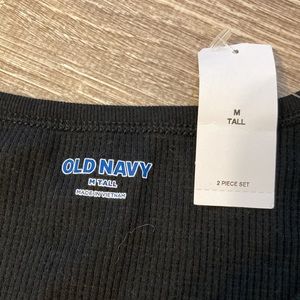 M
TALL
2 PIECE SET
OLD NAVY
M TALL
MADE IN VIETNAM